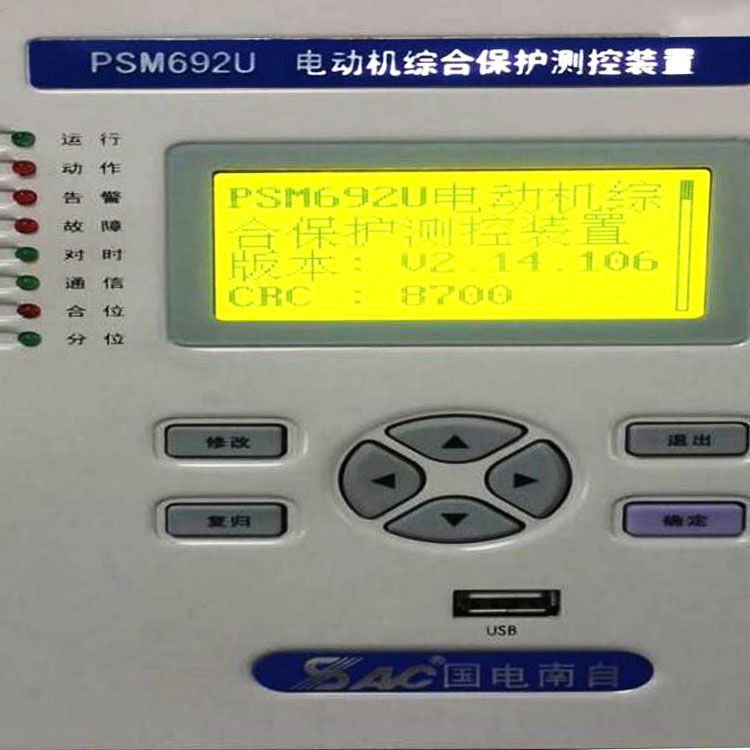 PSM692U 电动机综合保护测控装置
运行
动作
告警
故障
对时
通信
合位
分位
PSM692U电动机综
合保护测控装置
版本：V2.14.106
CRC ：8700
修改
退出
复归
确定
USB
SAC® 国电南自